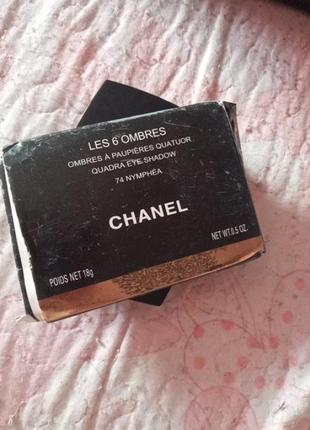 LES 6 OMBRES
OMBRES À PAUPIÈRES QUATUOR
QUADRA EYE SHADOW
74 NYMPHÉA
CHANEL
POIDS NET 18g
NET WT.0.5 OZ.